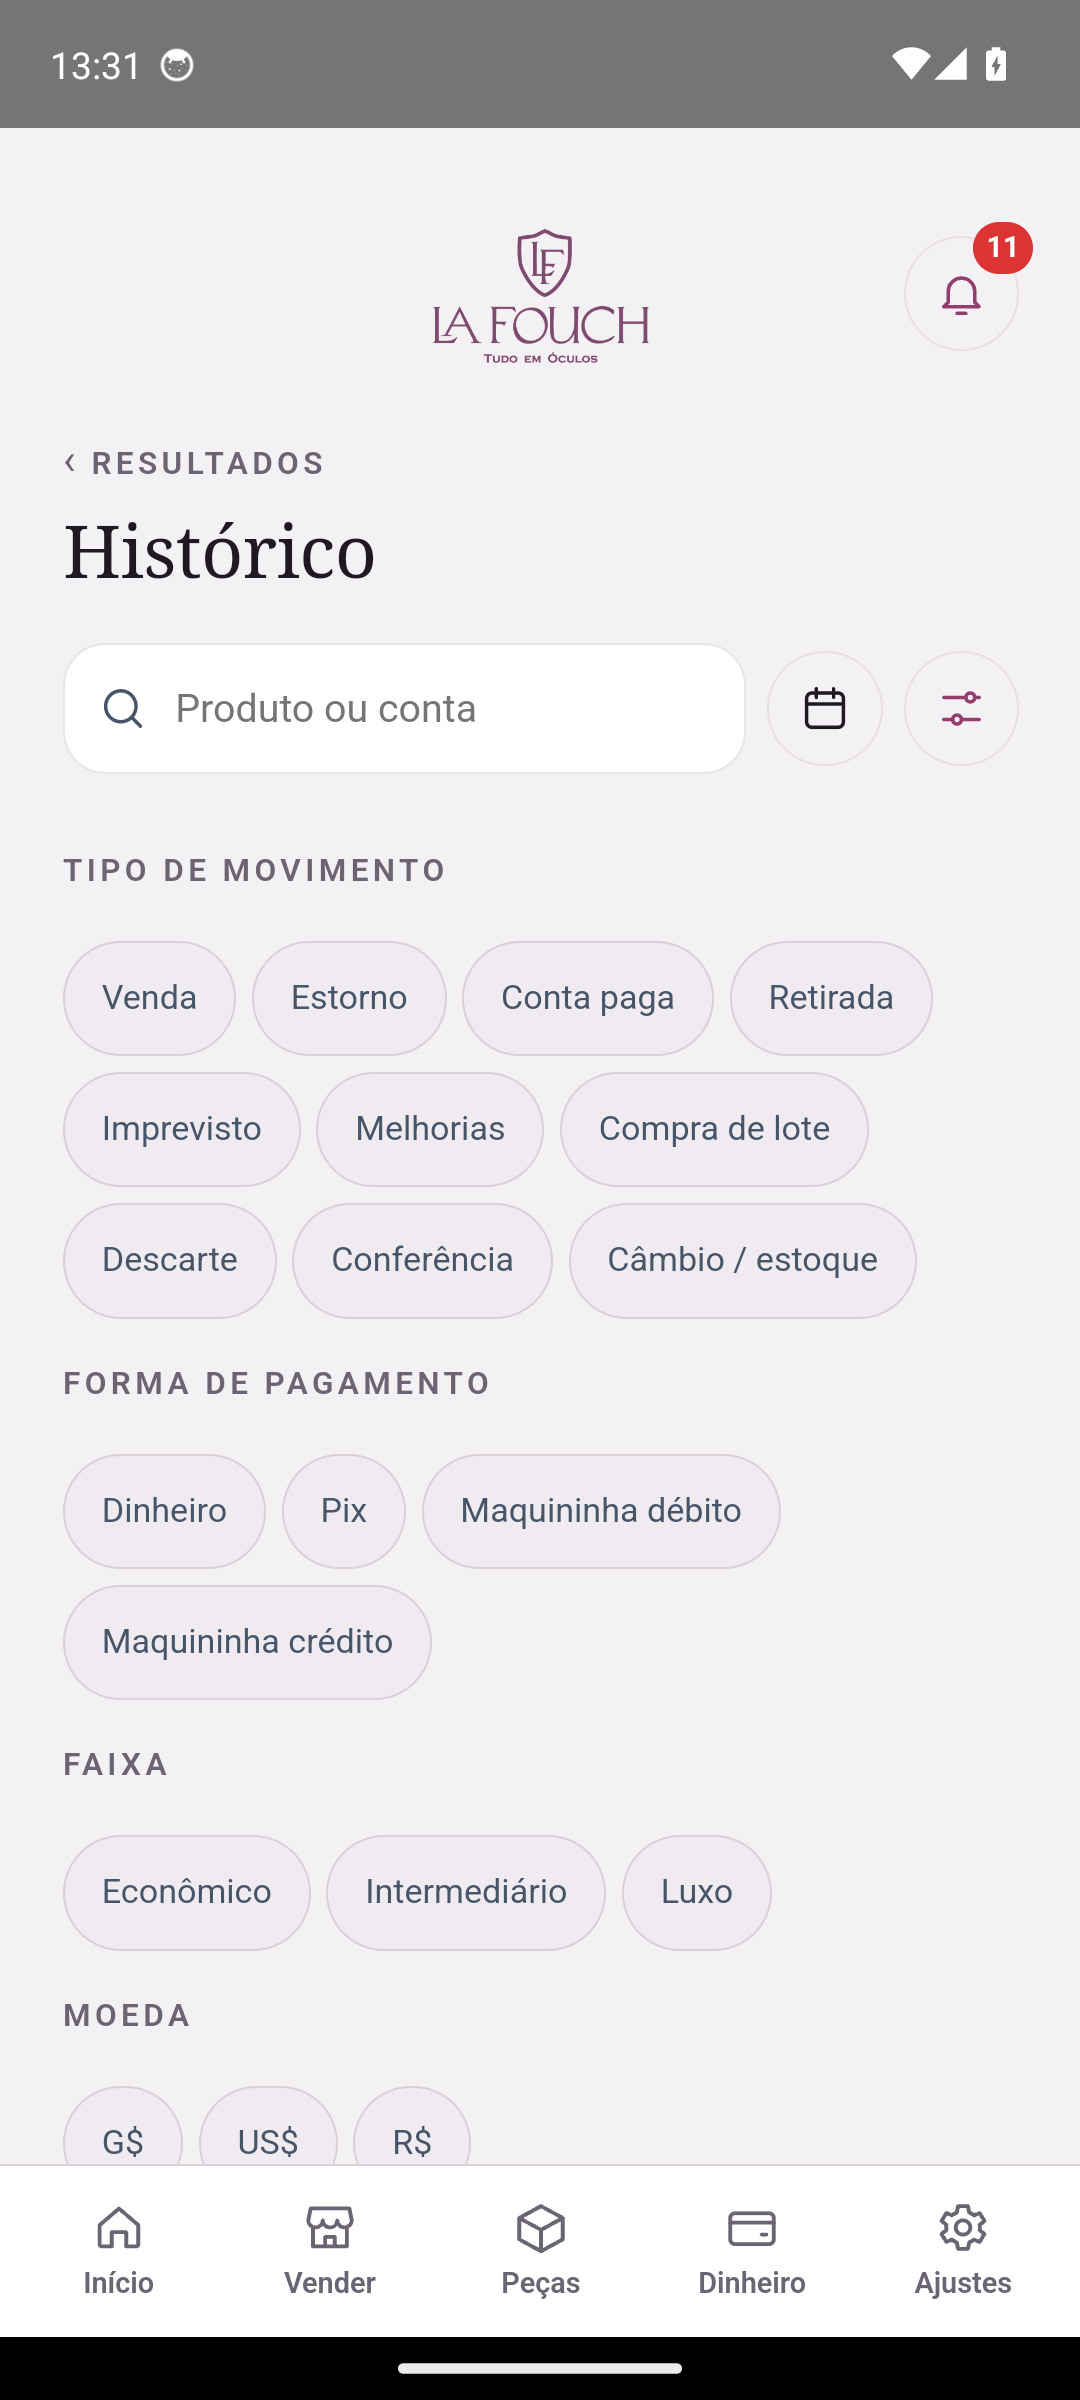 13:31
11
LF
LA FOUCH
TUDO EM ÓCULOS
‹ RESULTADOS
Histórico
Produto ou conta
TIPO DE MOVIMENTO
Venda Estorno Conta paga Retirada
Imprevisto Melhorias Compra de lote
Descarte Conferência Câmbio / estoque
FORMA DE PAGAMENTO
Dinheiro Pix Maquininha débito
Maquininha crédito
FAIXA
Econômico Intermediário Luxo
MOEDA
G$ US$ R$
Início Vender Peças Dinheiro Ajustes